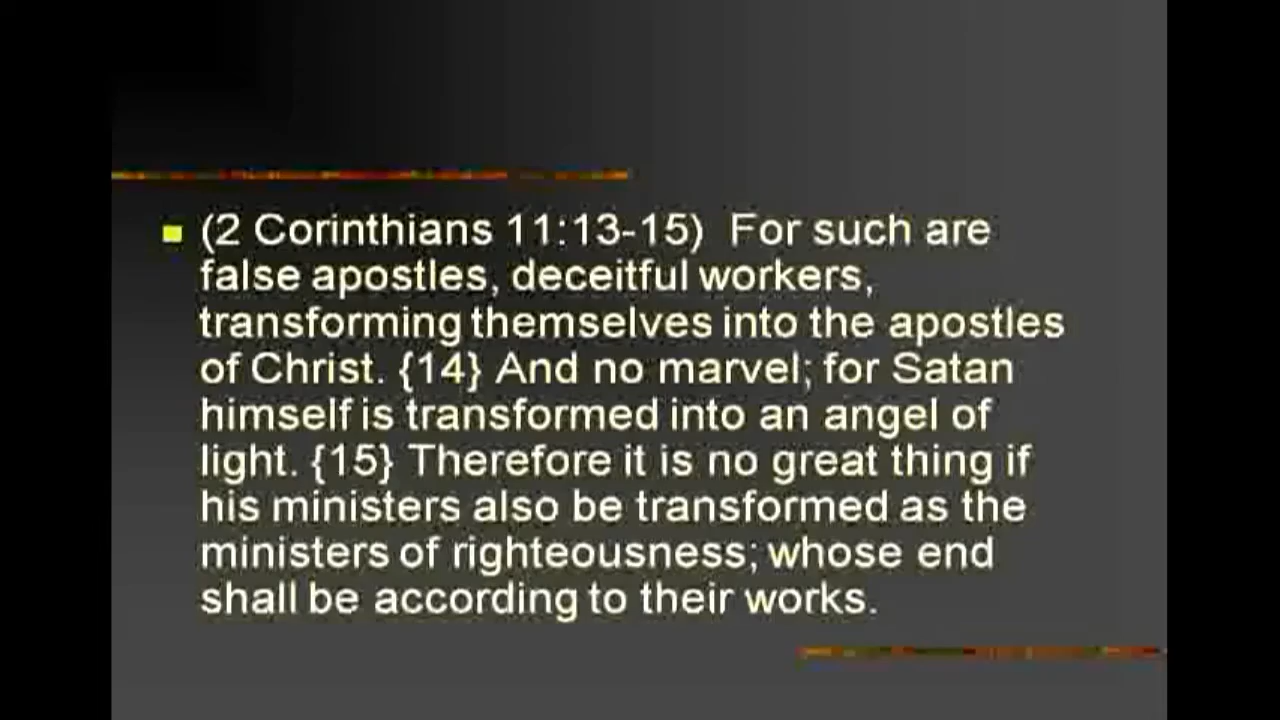 (2 Corinthians 11:13-15)  For such are
false apostles, deceitful workers,
transforming themselves into the apostles
of Christ. {14} And no marvel; for Satan
himself is transformed into an angel of
light. {15} Therefore it is no great thing if
his ministers also be transformed as the
ministers of righteousness; whose end
shall be according to their works.